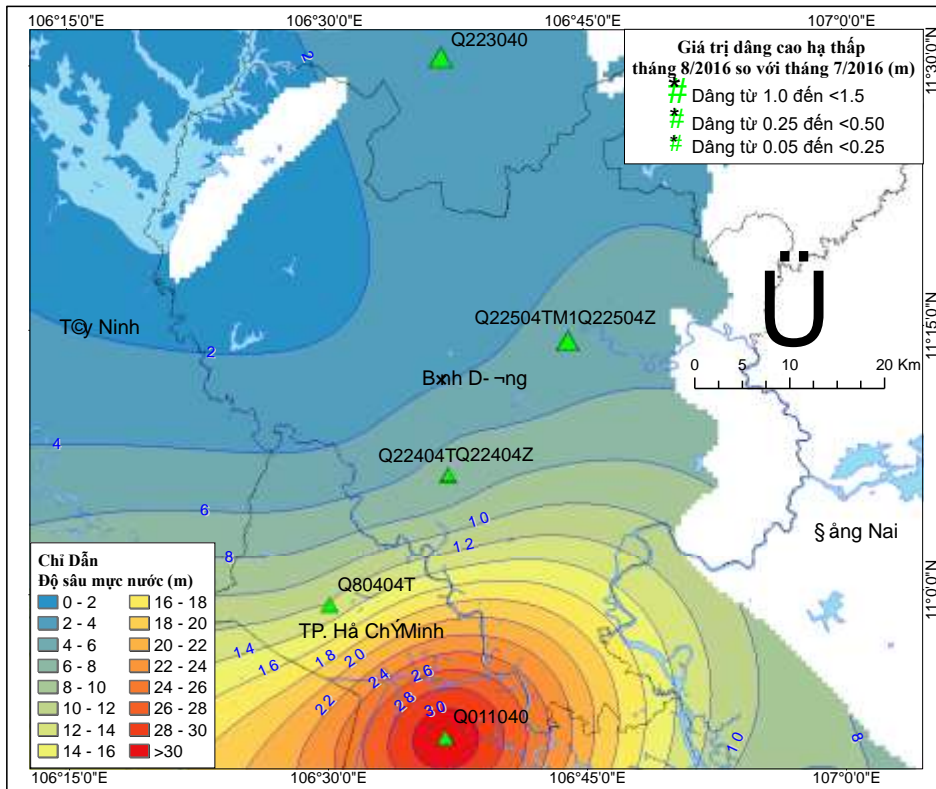 106°15'0"E 106°30'0"E 106°45'0"E 107°0'0"E
Q223040
11°30'0"N
Giá trị dâng cao hạ thấp
tháng 8/2016 so với tháng 7/2016 (m)
Dâng từ 1.0 đến <1.5
Dâng từ 0.25 đến <0.50
Dâng từ 0.05 đến <0.25
2
Ü
T©y Ninh
Q22504TM1Q22504Z
11°15'0"N
2
0 5 10 20 Km
4
Q22404TQ22404Z
6
10
12
8
§ång Nai
Chỉ Dẫn
Độ sâu mực nước (m)
0 - 2
2 - 4
4 - 6
6 - 8
8 - 10
10 - 12
12 - 14
14 - 16
16 - 18
18 - 20
20 - 22
22 - 24
24 - 26
26 - 28
28 - 30
>30
Q80404T
11°0'0"N
TP. Hå ChÝ Minh
14
16
18
20
22
24
26
28
30
Q011040
10
8
106°15'0"E 106°30'0"E 106°45'0"E 107°0'0"E